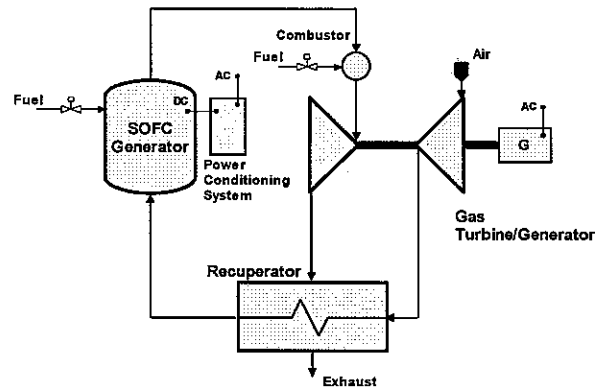 Combustor
Fuel
Air
AC
Fuel
DC
SOFC
Generator
AC
G
Power
Conditioning
System
Gas
Turbine/Generator
Recuperator
Exhaust